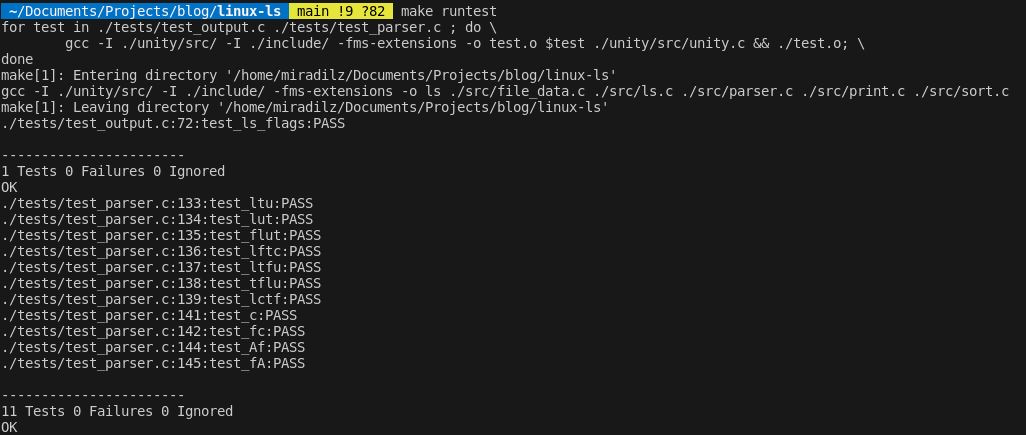 ~/Documents/Projects/blog/linux-ls main !9 ?82 make runtest
for test in ./tests/test_output.c ./tests/test_parser.c ; do \
        gcc -I ./unity/src/ -I ./include/ -fms-extensions -o test.o $test ./unity/src/unity.c && ./test.o; \
done
make[1]: Entering directory '/home/miradilz/Documents/Projects/blog/linux-ls'
gcc -I ./unity/src/ -I ./include/ -fms-extensions -o ls ./src/file_data.c ./src/ls.c ./src/parser.c ./src/print.c ./src/sort.c
make[1]: Leaving directory '/home/miradilz/Documents/Projects/blog/linux-ls'
./tests/test_output.c:72:test_ls_flags:PASS

-----------------------
1 Tests 0 Failures 0 Ignored
OK
./tests/test_parser.c:133:test_ltu:PASS
./tests/test_parser.c:134:test_lut:PASS
./tests/test_parser.c:135:test_flut:PASS
./tests/test_parser.c:136:test_lftc:PASS
./tests/test_parser.c:137:test_ltfu:PASS
./tests/test_parser.c:138:test_tflu:PASS
./tests/test_parser.c:139:test_lctf:PASS
./tests/test_parser.c:141:test_c:PASS
./tests/test_parser.c:142:test_fc:PASS
./tests/test_parser.c:144:test_Af:PASS
./tests/test_parser.c:145:test_fA:PASS

-----------------------
11 Tests 0 Failures 0 Ignored
OK